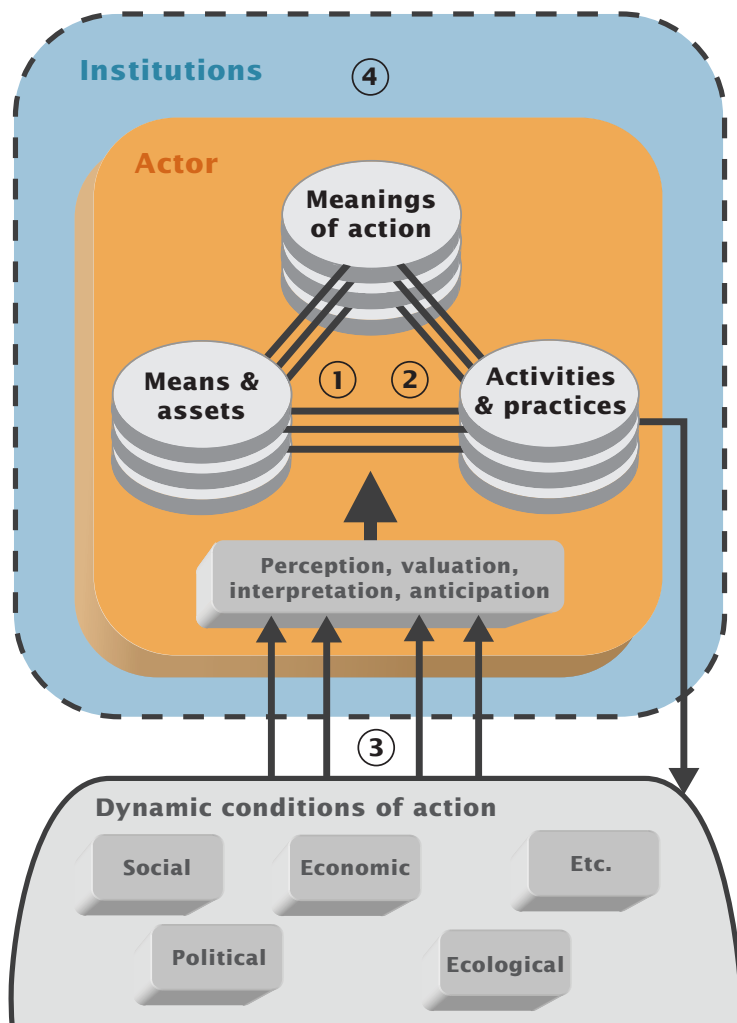 Institutions
④
Actor
Meanings
of action
Means &
assets
①
②
Activities
& practices
Perception, valuation,
interpretation, anticipation
③
Dynamic conditions of action
Social
Economic
Etc.
Political
Ecological